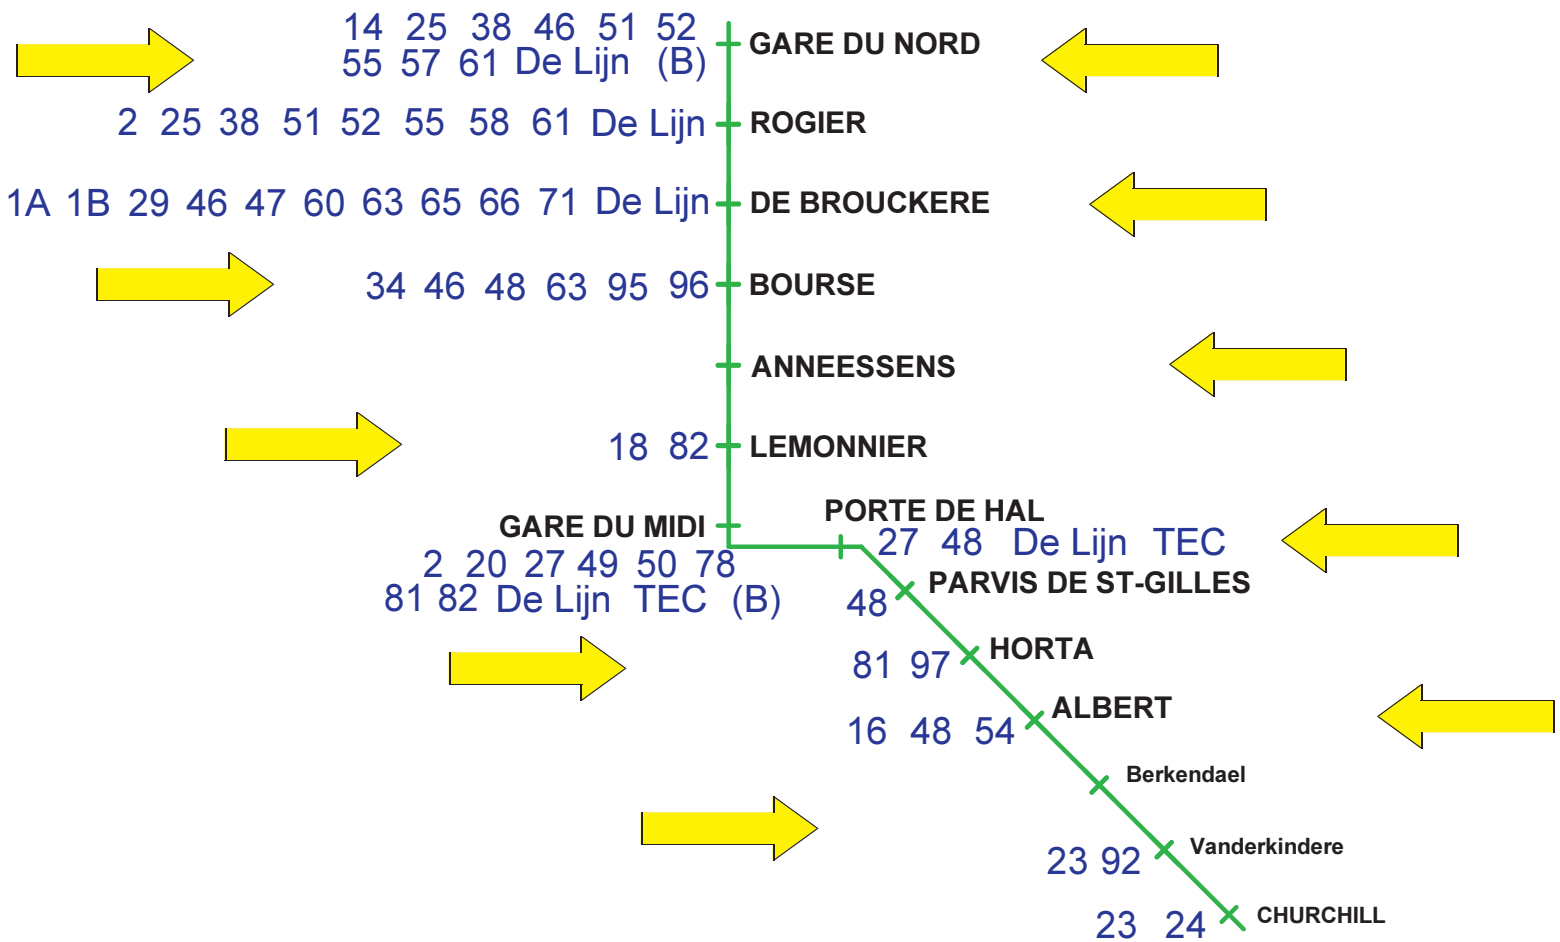 14 25 38 46 51 52
GARE DU NORD
55 57 61 De Lijn (B)
2 25 38 51 52 55 58 61 De Lijn
ROGIER
1A 1B 29 46 47 60 63 65 66 71 De Lijn
DE BROUCKERE
34 46 48 63 95 96
BOURSE
ANNEESSENS
18 82
LEMONNIER
GARE DU MIDI
2 20 27 49 50 78
81 82 De Lijn TEC (B)
PORTE DE HAL
27 48 De Lijn TEC
PARVIS DE ST-GILLES
48
HORTA
81 97
ALBERT
16 48 54
Berkendael
Vanderkindere
23 92
CHURCHILL
23 24